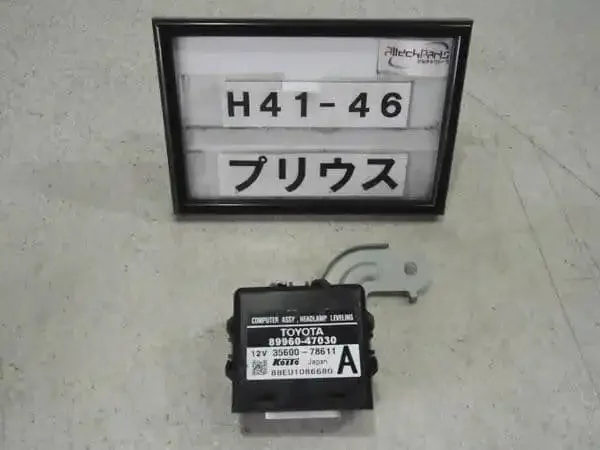 H41-46
プリウス
COMPUTER ASSY, HEADLAMP LEVELING
TOYOTA
89960-47030
12V 35600-78611
Koito Japan
A
88EU1086680